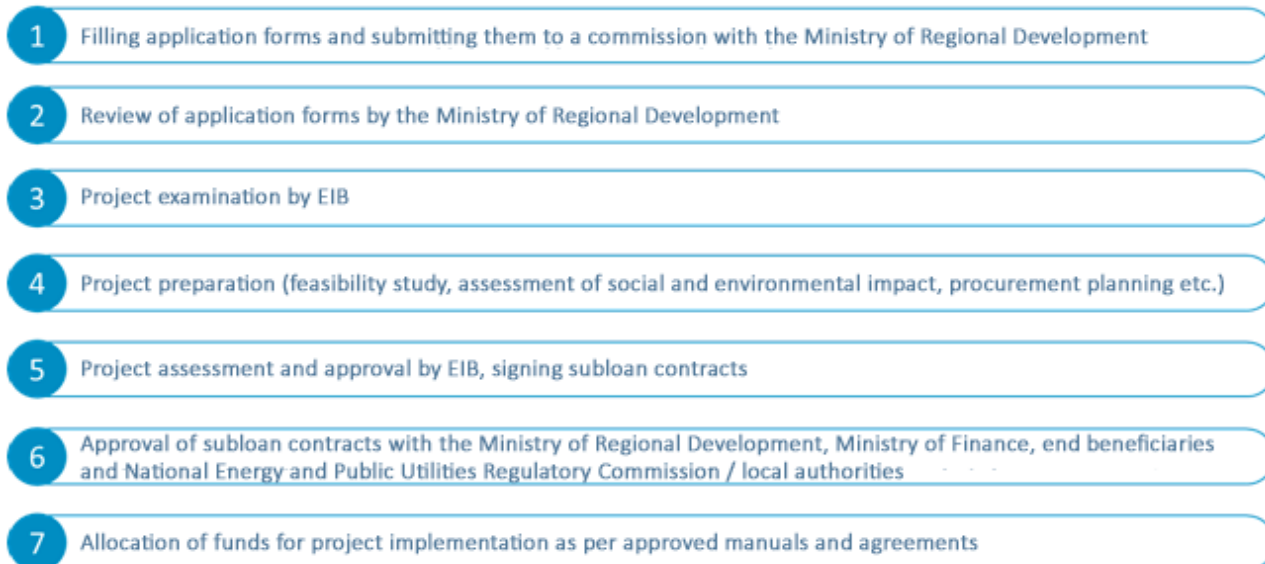 1 Filling application forms and submitting them to a commission with the Ministry of Regional Development
2 Review of application forms by the Ministry of Regional Development
3 Project examination by EIB
4 Project preparation (feasibility study, assessment of social and environmental impact, procurement planning etc.)
5 Project assessment and approval by EIB, signing subloan contracts
6 Approval of subloan contracts with the Ministry of Regional Development, Ministry of Finance, end beneficiaries
and National Energy and Public Utilities Regulatory Commission / local authorities
7 Allocation of funds for project implementation as per approved manuals and agreements